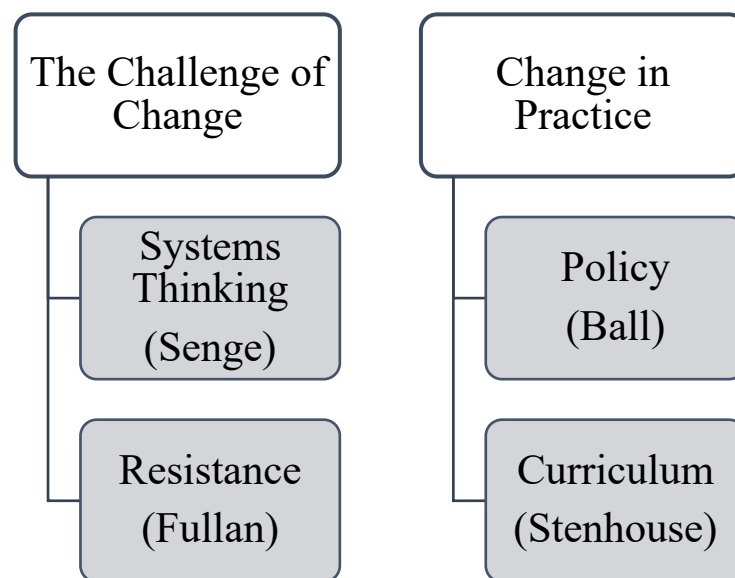 The Challenge of
Change
Systems
Thinking
(Senge)
Resistance
(Fullan)
Change in
Practice
Policy
(Ball)
Curriculum
(Stenhouse)